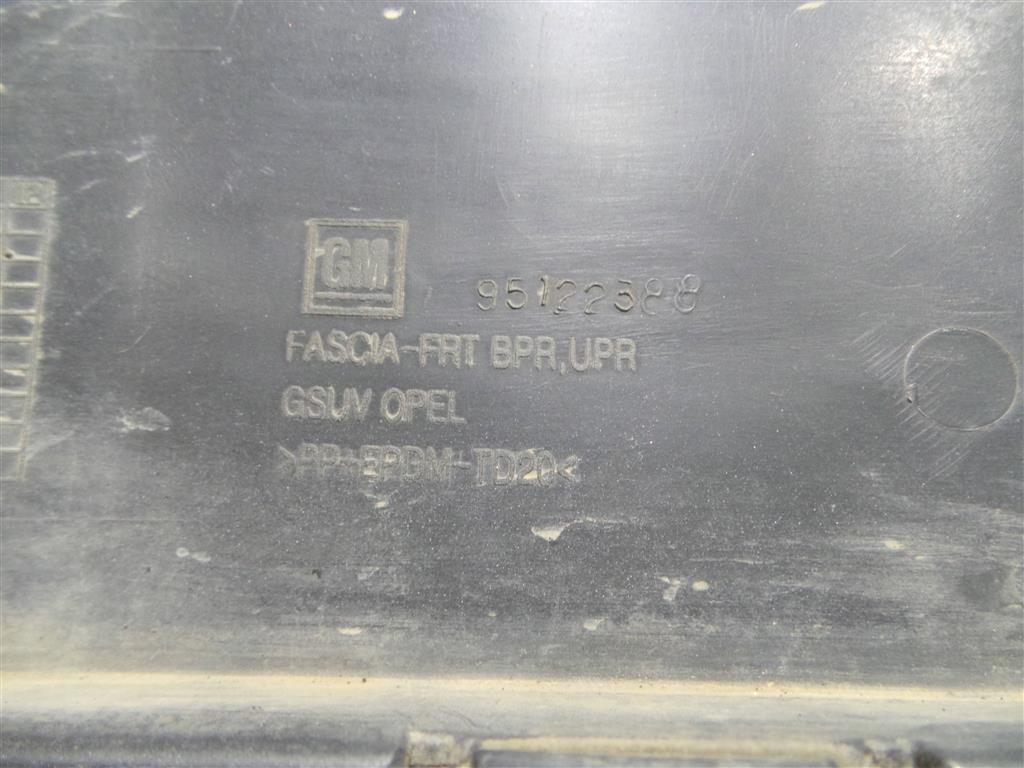 GM 95122388
FASCIA-FRT BPR,UPR
GSUV OPEL
>PP+EPDM-TD20<